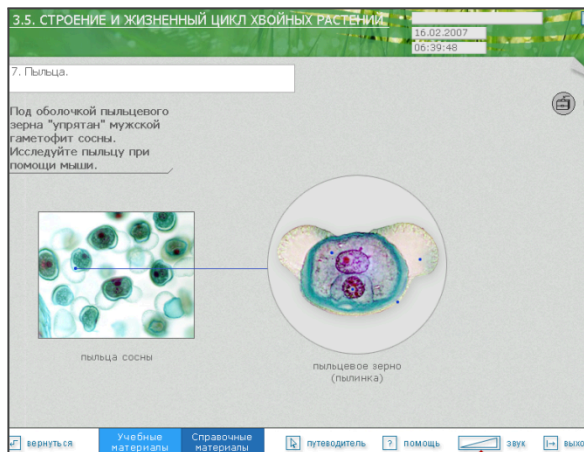 3.5. СТРОЕНИЕ И ЖИЗНЕННЫЙ ЦИКЛ ХВОЙНЫХ РАСТЕНИЙ
16.02.2007
06:39:48
7. Пыльца.
Под оболочкой пыльцевого
зерна "упрятан" мужской
гаметофит сосны.
Исследуйте пыльцу при
помощи мыши.
пыльца сосны
пыльцевое зерно
(пылинка)
вернуться
Учебные
материалы
Справочные
материалы
путеводитель
? помощь
звук
выхо